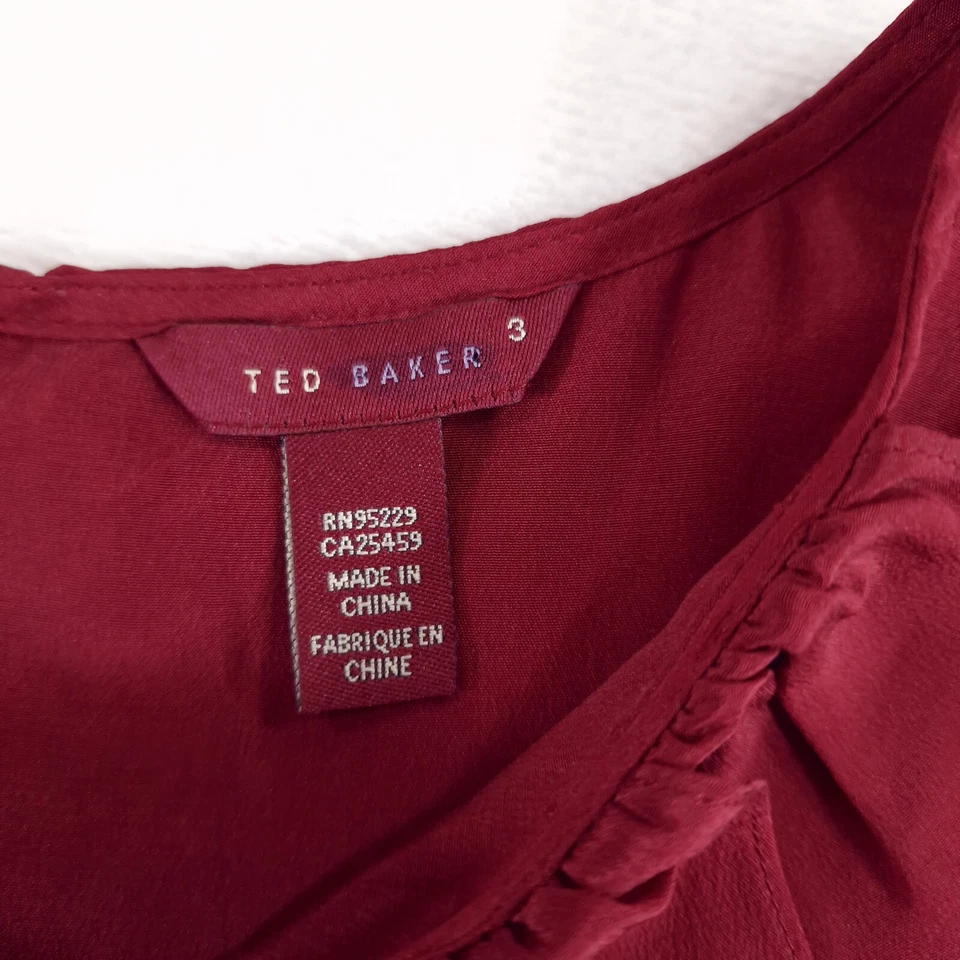 TED BAKER 3
RN95229
CA25459
MADE IN
CHINA
FABRIQUE EN
CHINE